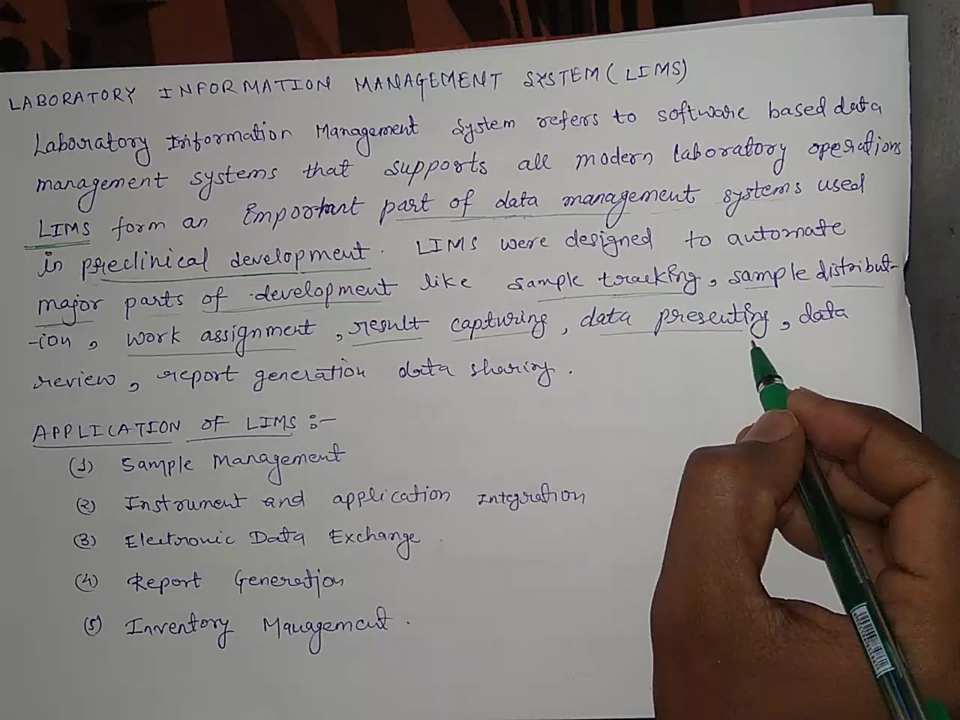 LABORATORY INFORMATION MANAGEMENT SYSTEM (LIMS)
Laboratory Information Management System refers to software based data
management systems that supports all modern laboratory operations
LIMS form an Important part of data management systems used
in preclinical development. LIMS were designed to automate
major parts of development like sample tracking, sample distribut-
-ion, work assignment, result capturing, data presenting, data
review, report generation data sharing.
APPLICATION OF LIMS :-
(1) Sample Management
(2) Instrument and application Integration
(3) Electronic Data Exchange
(4) Report Generation
(5) Inventory Management.